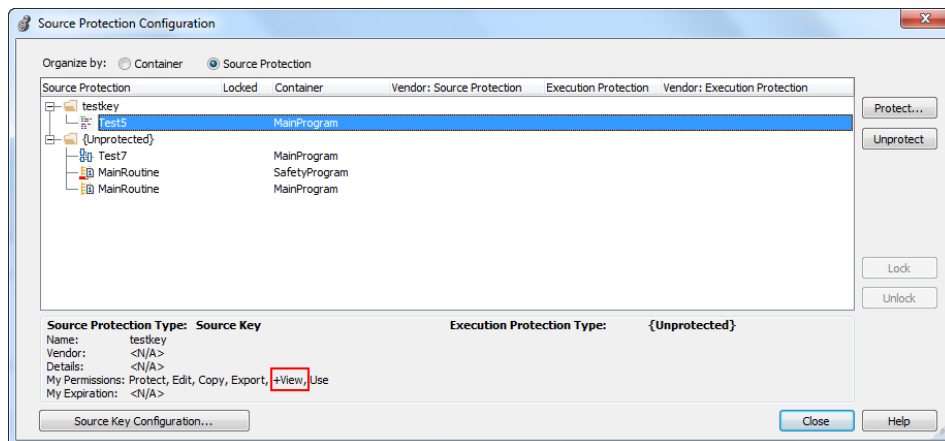 Source Protection Configuration
Organize by: Container Source Protection
Source Protection Locked Container Vendor: Source Protection Execution Protection Vendor: Execution Protection
testkey
Test5 MainProgram
{Unprotected}
Test7 MainProgram
MainRoutine SafetyProgram
MainRoutine MainProgram
Protect...
Unprotect
Lock
Unlock
Source Protection Type: Source Key Execution Protection Type: {Unprotected}
Name: testkey
Vendor: <N/A>
Details: <N/A>
My Permissions: Protect, Edit, Copy, Export, +View, Use
My Expiration: <N/A>
Source Key Configuration... Close Help